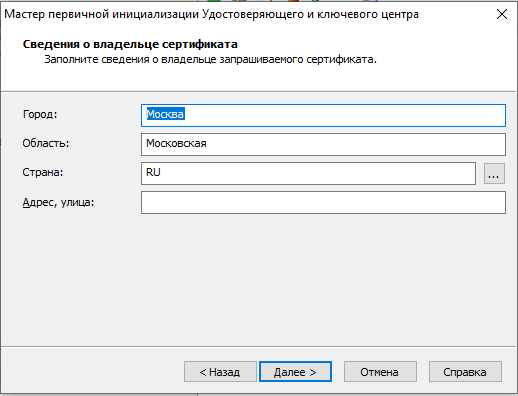 Мастер первичной инициализации Удостоверяющего и ключевого центра
Сведения о владельце сертификата
Заполните сведения о владельце запрашиваемого сертификата.
Город: Москва
Область: Московская
Страна: RU ...
Адрес, улица:
< Назад Далее > Отмена Справка